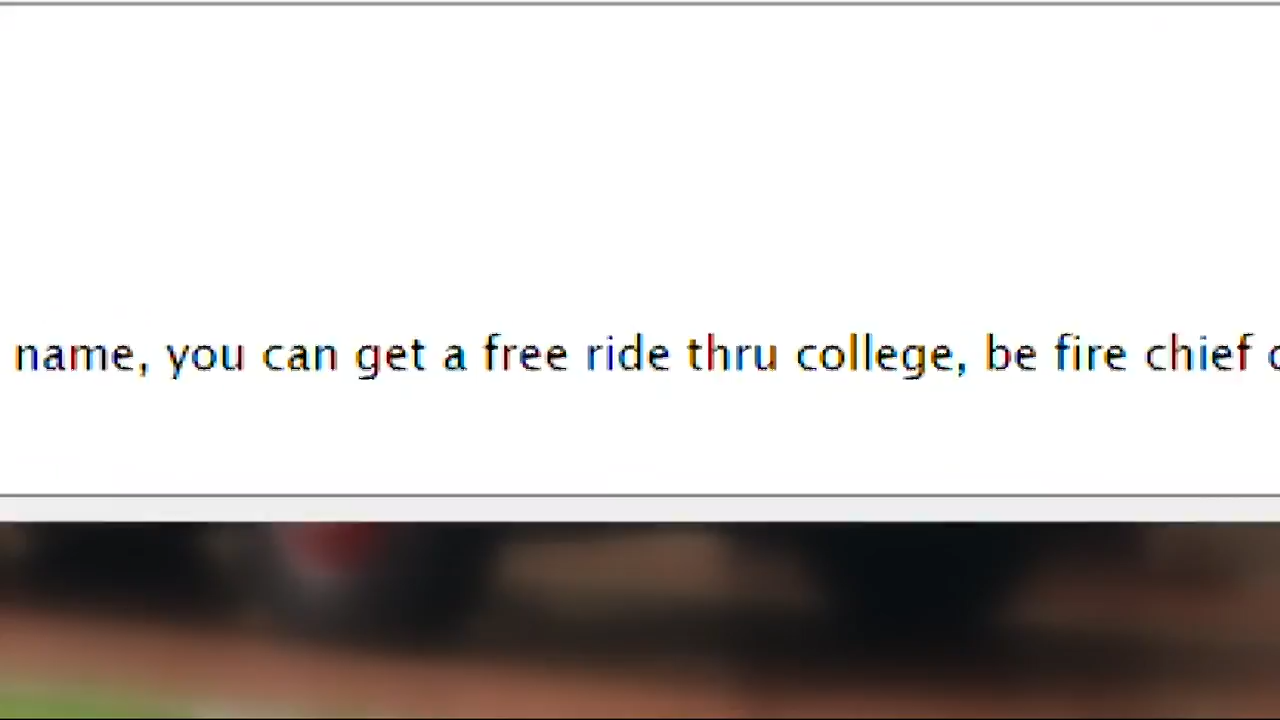 name, you can get a free ride thru college, be fire chief